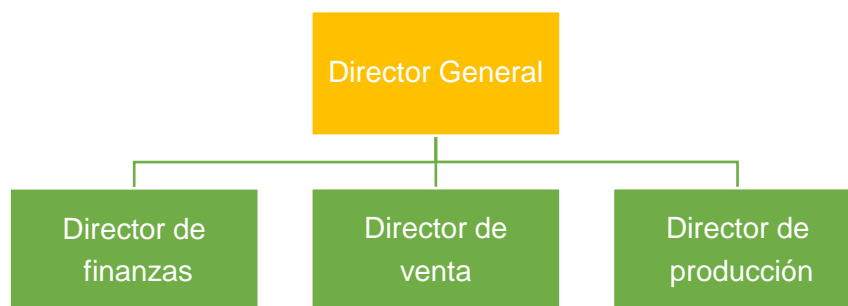 Director General
Director de
finanzas
Director de
venta
Director de
producción